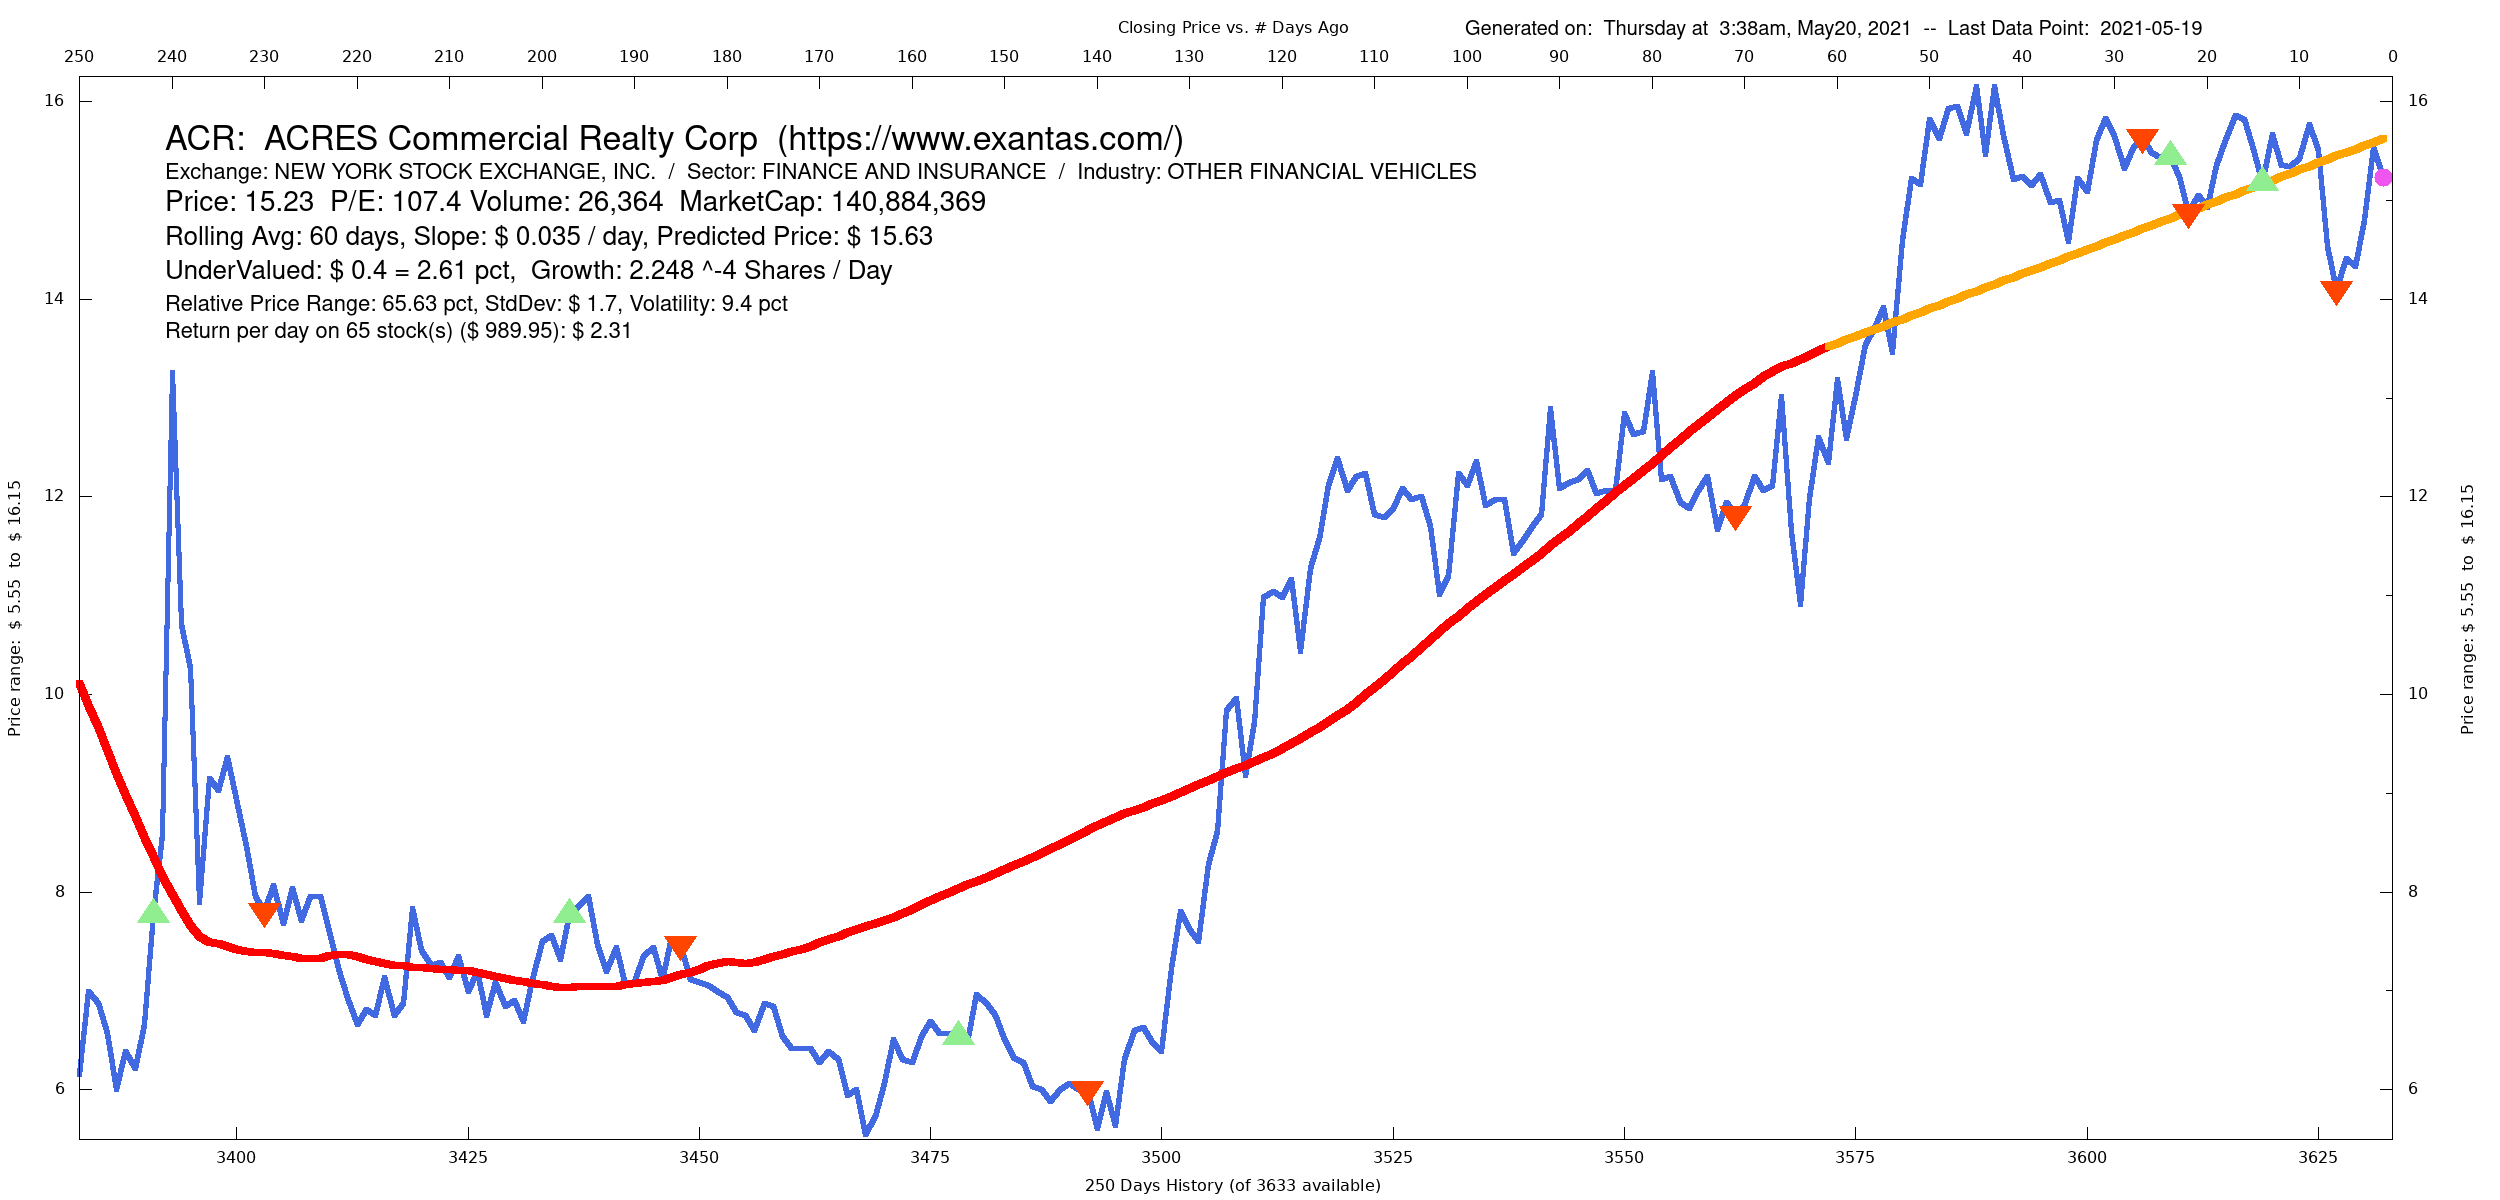 Closing Price vs. # Days Ago
Generated on:  Thursday at  3:38am, May20, 2021  --  Last Data Point:  2021-05-19
250 240 230 220 210 200 190 180 170 160 150 140 130 120 110 100 90 80 70 60 50 40 30 20 10 0
16 16
ACR:  ACRES Commercial Realty Corp  (https://www.exantas.com/)
Exchange: NEW YORK STOCK EXCHANGE, INC.  /  Sector: FINANCE AND INSURANCE  /  Industry: OTHER FINANCIAL VEHICLES
Price: 15.23  P/E: 107.4 Volume: 26,364  MarketCap: 140,884,369
Rolling Avg: 60 days, Slope: $ 0.035 / day, Predicted Price: $ 15.63
UnderValued: $ 0.4 = 2.61 pct,  Growth: 2.248 ^-4 Shares / Day
14 14
Relative Price Range: 65.63 pct, StdDev: $ 1.7, Volatility: 9.4 pct
Return per day on 65 stock(s) ($ 989.95): $ 2.31
12 12
Price range: $ 5.55 to $ 16.15
Price range: $ 5.55 to $ 16.15
10 10
8 8
6 6
3400 3425 3450 3475 3500 3525 3550 3575 3600 3625
250 Days History (of 3633 available)